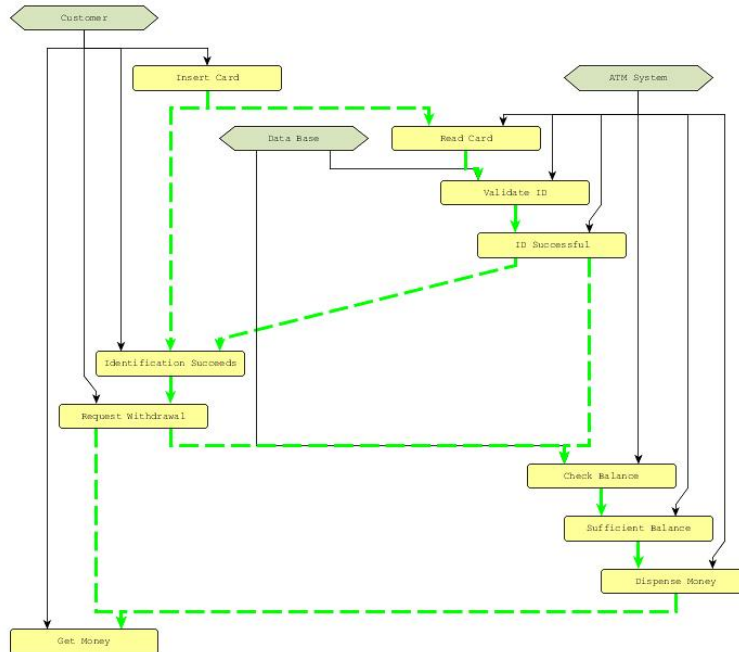 Customer
Insert Card
ATM System
Data Base
Read Card
Validate ID
ID Successful
Identification Succeeds
Request Withdrawal
Check Balance
Sufficient Balance
Dispense Money
Get Money